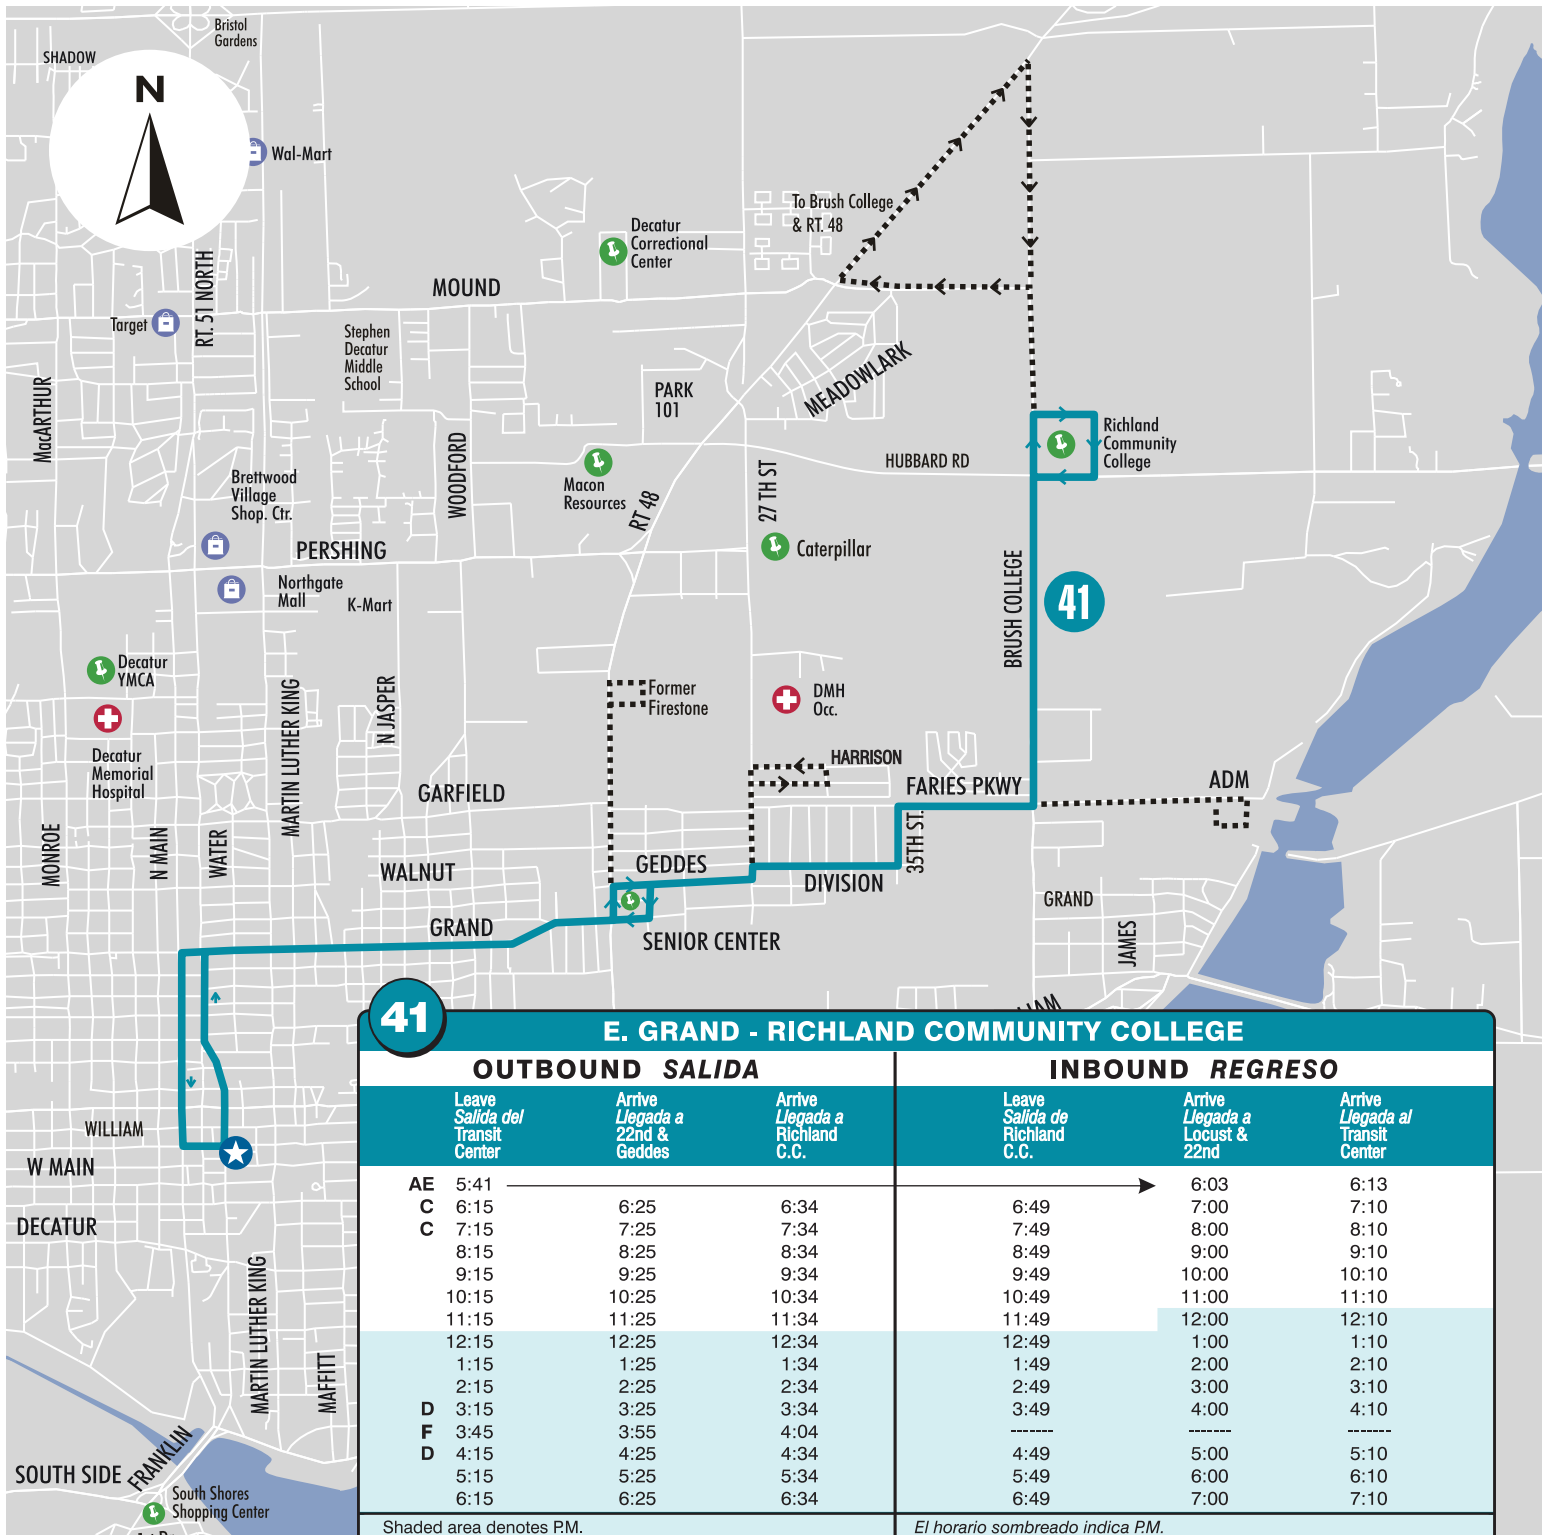 Bristol
Gardens
SHADOW
N
Wal-Mart
To Brush College
& RT. 48
Decatur
Correctional
Center
RT. 51 NORTH
MOUND
Target
Stephen
Decatur
Middle
School
MEADOWLARK
PARK
101
MacARTHUR
Richland
Community
College
WOODFORD
HUBBARD RD
Brettwood
Village
Shop. Ctr.
Macon
Resources
RT 48
27 TH ST
Caterpillar
PERSHING
BRUSH COLLEGE
41
Northgate
Mall
K-Mart
Decatur
YMCA
Former
Firestone
DMH
Occ.
MARTIN LUTHER KING
N JASPER
Decatur
Memorial
Hospital
HARRISON
GARFIELD
FARIES PKWY
ADM
MONROE
N MAIN
WATER
35TH ST.
WALNUT
GEDDES
DIVISION
GRAND
GRAND
SENIOR CENTER
JAMES
WILLIAM
W MAIN
DECATUR
MARTIN LUTHER KING
MAFFITT
FRANKLIN
SOUTH SIDE
South Shores
Shopping Center
41
E. GRAND - RICHLAND COMMUNITY COLLEGE
OUTBOUND SALIDA INBOUND REGRESO
Leave Arrive Arrive Leave Arrive Arrive
Salida del Llegada a Llegada a Salida de Llegada a Llegada al
Transit 22nd & Richland Richland Locust & Transit
Center Geddes C.C. C.C. 22nd Center
AE 5:41 6:03 6:13
C 6:15 6:25 6:34 6:49 7:00 7:10
C 7:15 7:25 7:34 7:49 8:00 8:10
8:15 8:25 8:34 8:49 9:00 9:10
9:15 9:25 9:34 9:49 10:00 10:10
10:15 10:25 10:34 10:49 11:00 11:10
11:15 11:25 11:34 11:49 12:00 12:10
12:15 12:25 12:34 12:49 1:00 1:10
1:15 1:25 1:34 1:49 2:00 2:10
2:15 2:25 2:34 2:49 3:00 3:10
D 3:15 3:25 3:34 3:49 4:00 4:10
F 3:45 3:55 4:04 ------- ------- -------
D 4:15 4:25 4:34 4:49 5:00 5:10
5:15 5:25 5:34 5:49 6:00 6:10
6:15 6:25 6:34 6:49 7:00 7:10
Shaded area denotes P.M. El horario sombreado indica P.M.